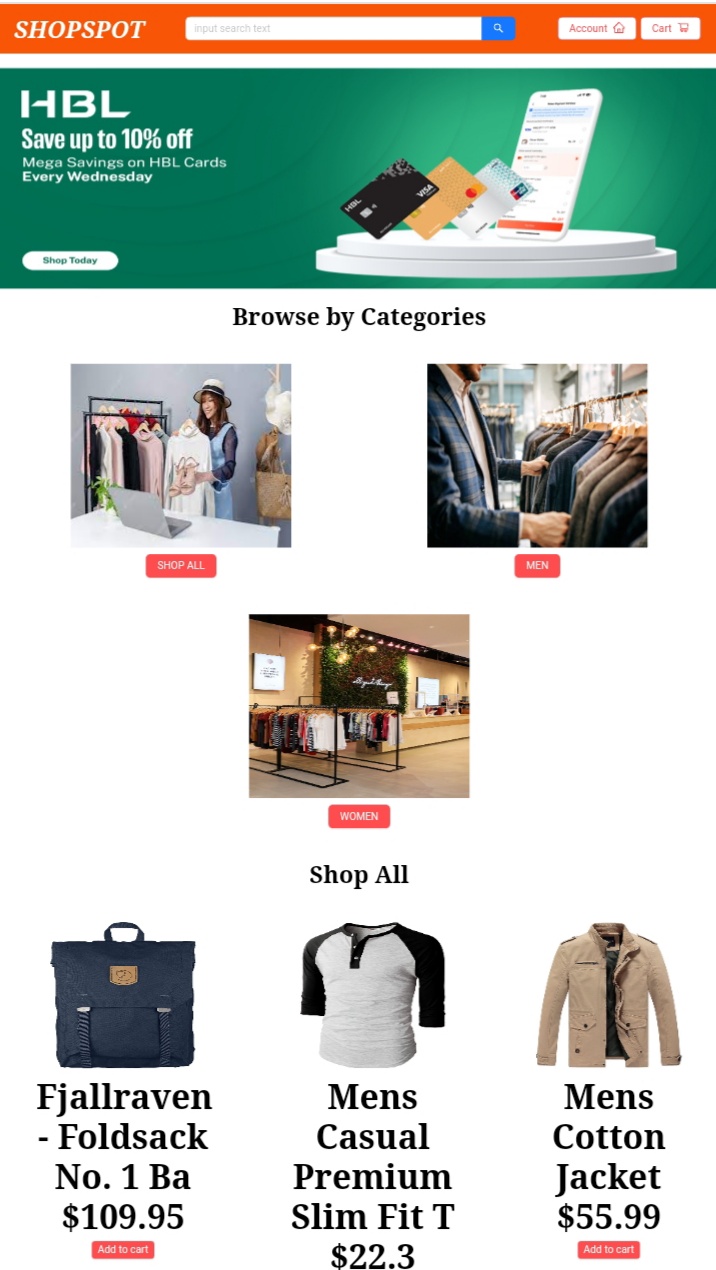 SHOPSPOT
input search text
Account
Cart
HBL
Save up to 10% off
Mega Savings on HBL Cards
Every Wednesday
Shop Today
HBL
VISA
Browse by Categories
SHOP ALL
MEN
WOMEN
Shop All
Fjallraven
- Foldsack
No. 1 Ba
$109.95
Add to cart
Mens
Casual
Premium
Slim Fit T
$22.3
Mens
Cotton
Jacket
$55.99
Add to cart